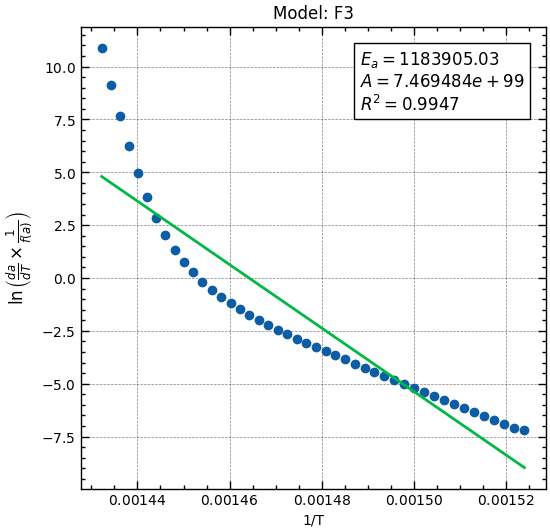 Model: F3
E_a = 1183905.03
A = 7.469484e + 99
R^2 = 0.9947
10.0
7.5
5.0
2.5
0.0
−2.5
−5.0
−7.5
ln (da/dT × 1/f(a))
0.00144
0.00146
0.00148
0.00150
0.00152
1/T